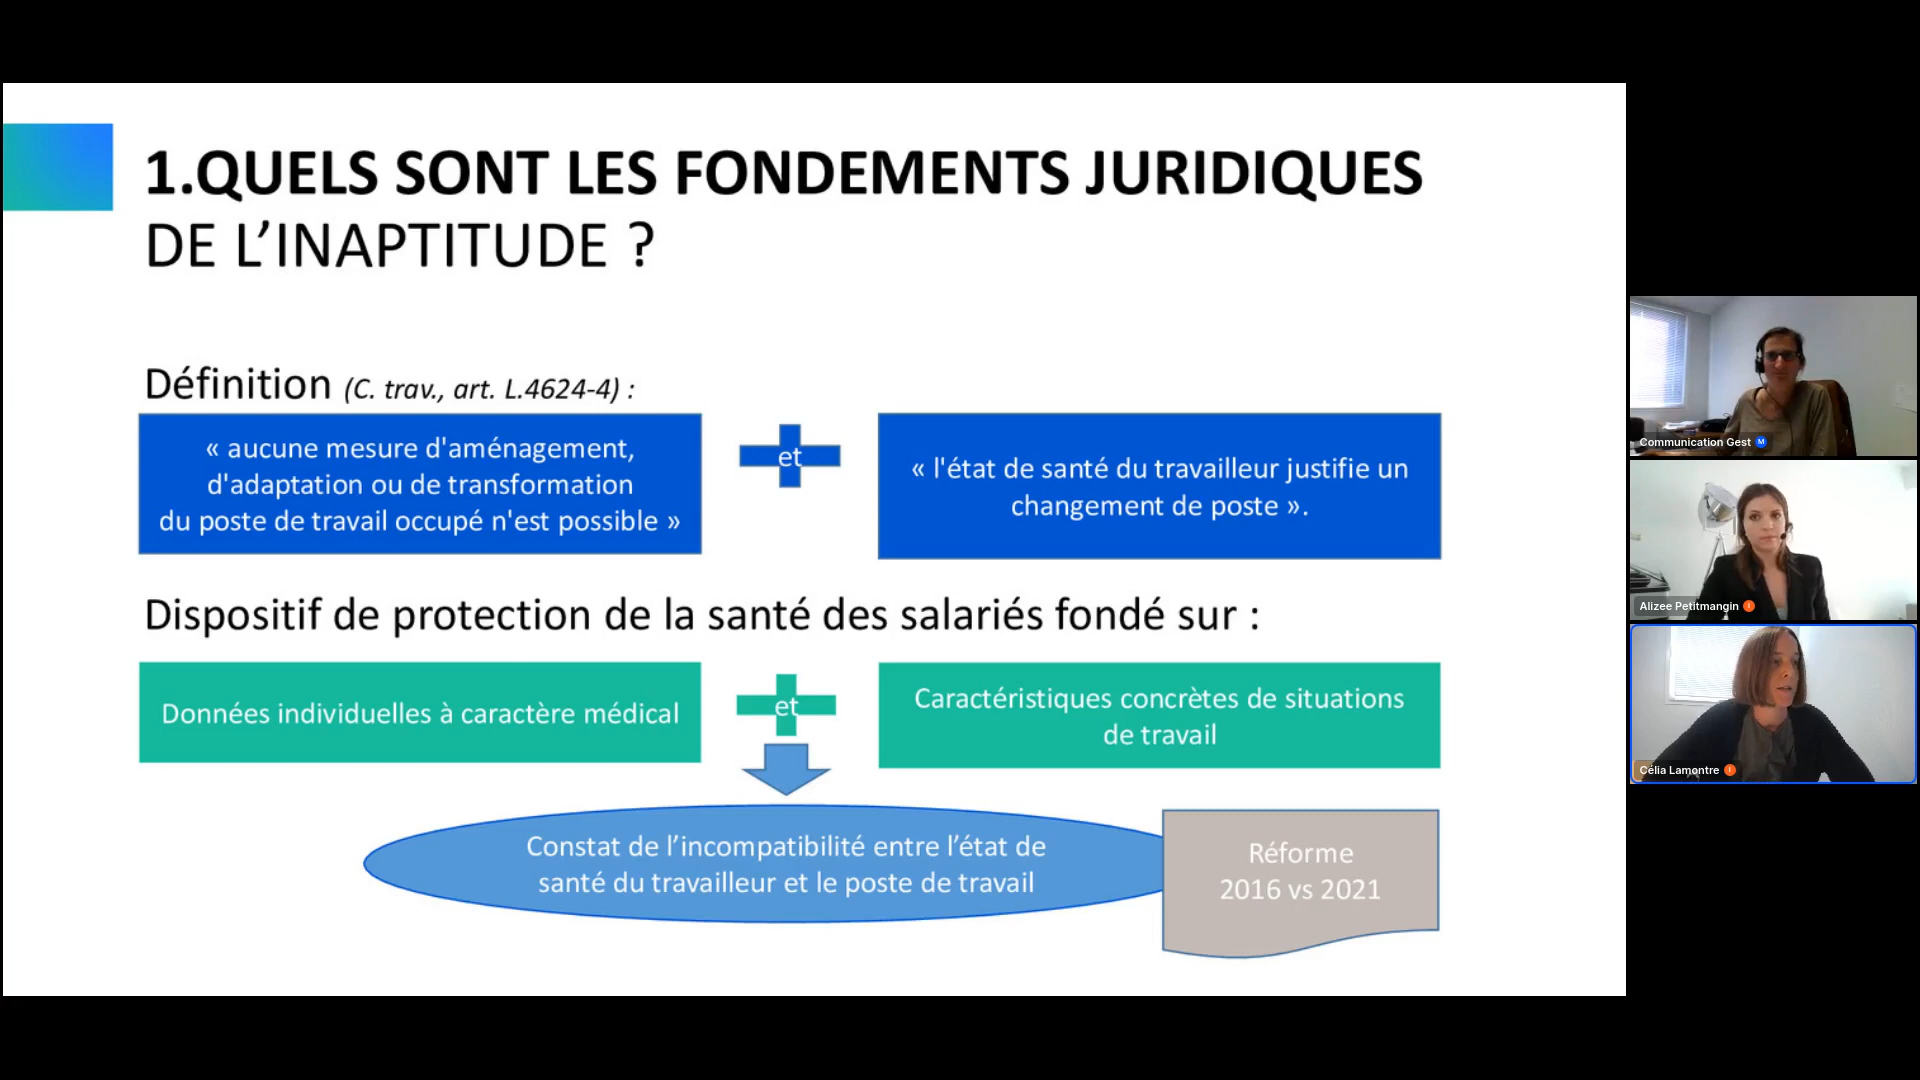 1.QUELS SONT LES FONDEMENTS JURIDIQUES
DE L’INAPTITUDE ?
Définition (C. trav., art. L.4624-4) :
« aucune mesure d'aménagement,
d'adaptation ou de transformation
du poste de travail occupé n'est possible »
et
« l'état de santé du travailleur justifie un
changement de poste ».
Dispositif de protection de la santé des salariés fondé sur :
Données individuelles à caractère médical
et
Caractéristiques concrètes de situations
de travail
Constat de l’incompatibilité entre l’état de
santé du travailleur et le poste de travail
Réforme
2016 vs 2021
Communication Gest M
Alizee Petitmangin
Célia Lamontre